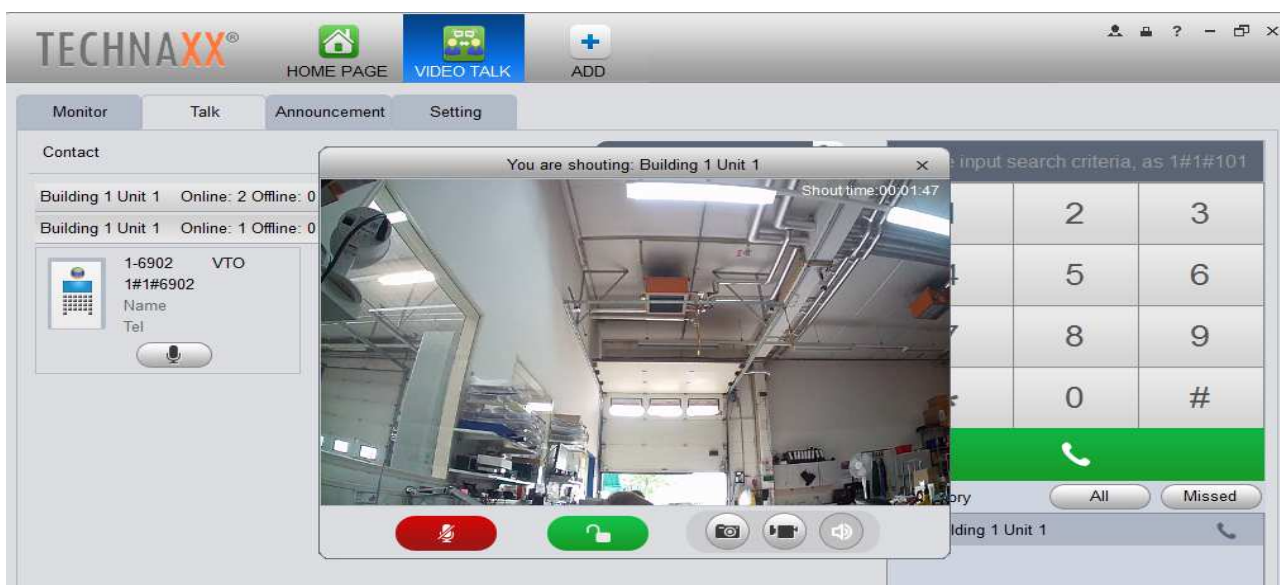 TECHNAXX®
HOME PAGE
VIDEO TALK
ADD
?
Monitor
Talk
Announcement
Setting
Contact
You are shouting: Building 1 Unit 1
input search criteria, as 1#1#101
Shout time:00:01:47
Building 1 Unit 1 Online: 2 Offline: 0
Building 1 Unit 1 Online: 1 Offline: 0
1-6902 VTO
1#1#6902
Name
Tel
2 3
5 6
8 9
0 #
All Missed
Unit 1